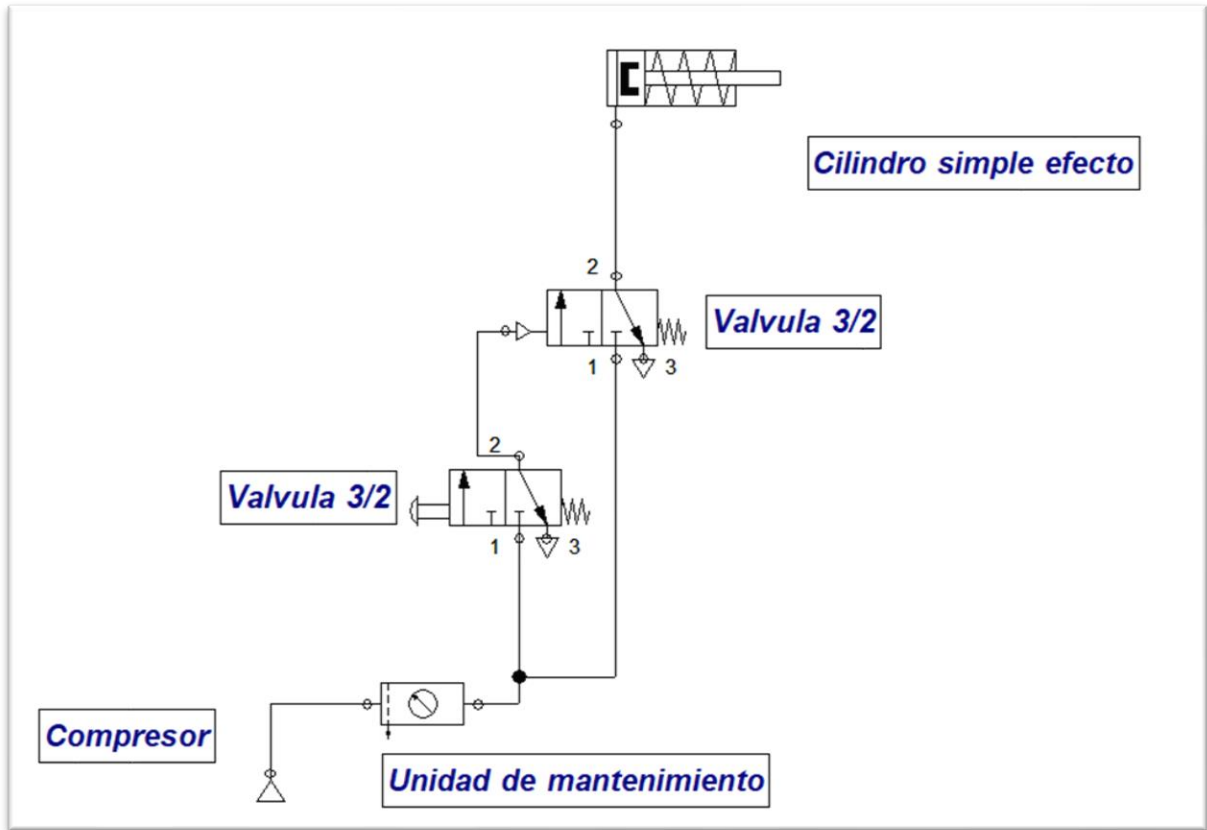 Cilindro simple efecto
2
Valvula 3/2
1
3
2
Valvula 3/2
1
3
Compresor
Unidad de mantenimiento